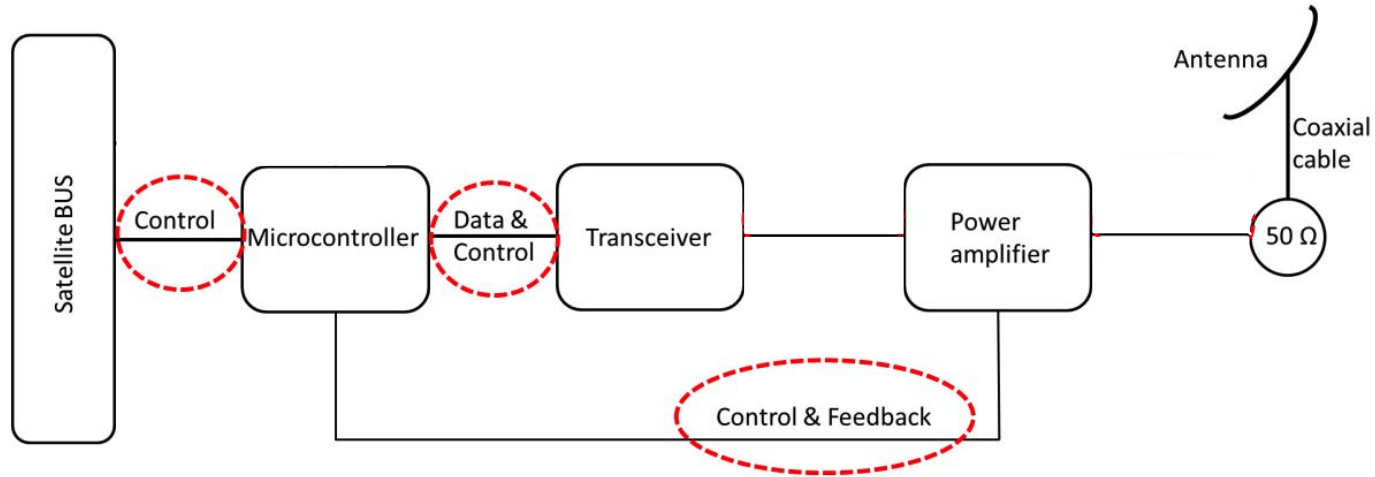 Satellite BUS
Control
Microcontroller
Data &
Control
Transceiver
Control & Feedback
Power
amplifier
50 Ω
Antenna
Coaxial
cable